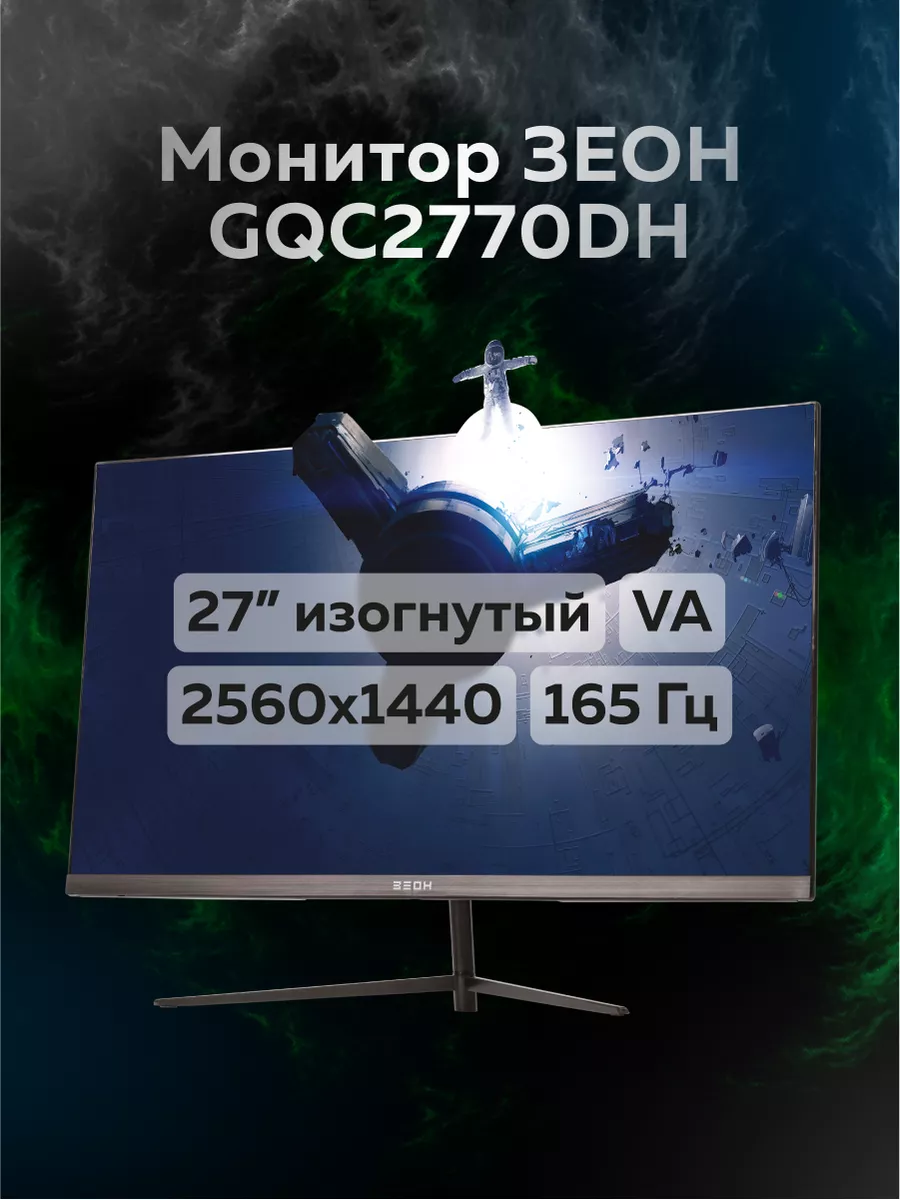 Монитор ЗЕОН
GQC2770DH
27" изогнутый VA
2560x1440 165 Гц
ЗЕОН